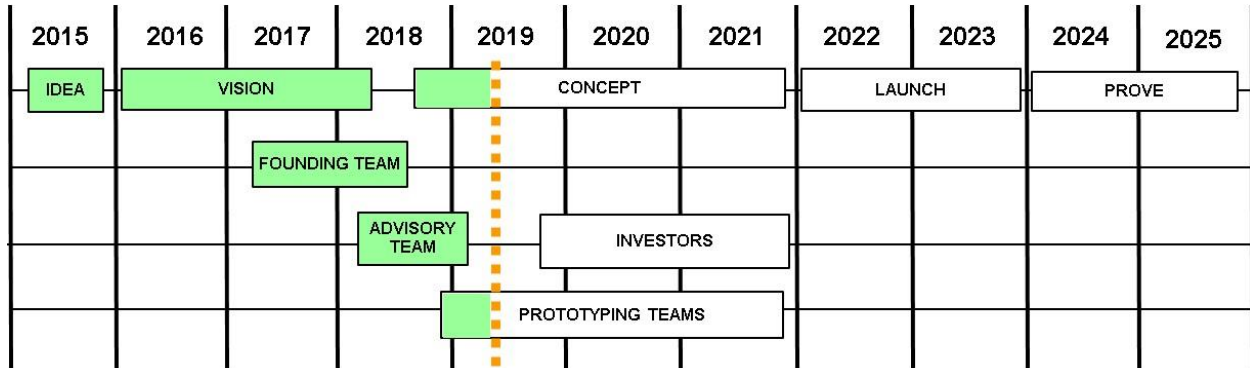 2015 2016 2017 2018 2019 2020 2021 2022 2023 2024 2025
IDEA VISION CONCEPT LAUNCH PROVE
FOUNDING TEAM
ADVISORY
TEAM
INVESTORS
PROTOTYPING TEAMS